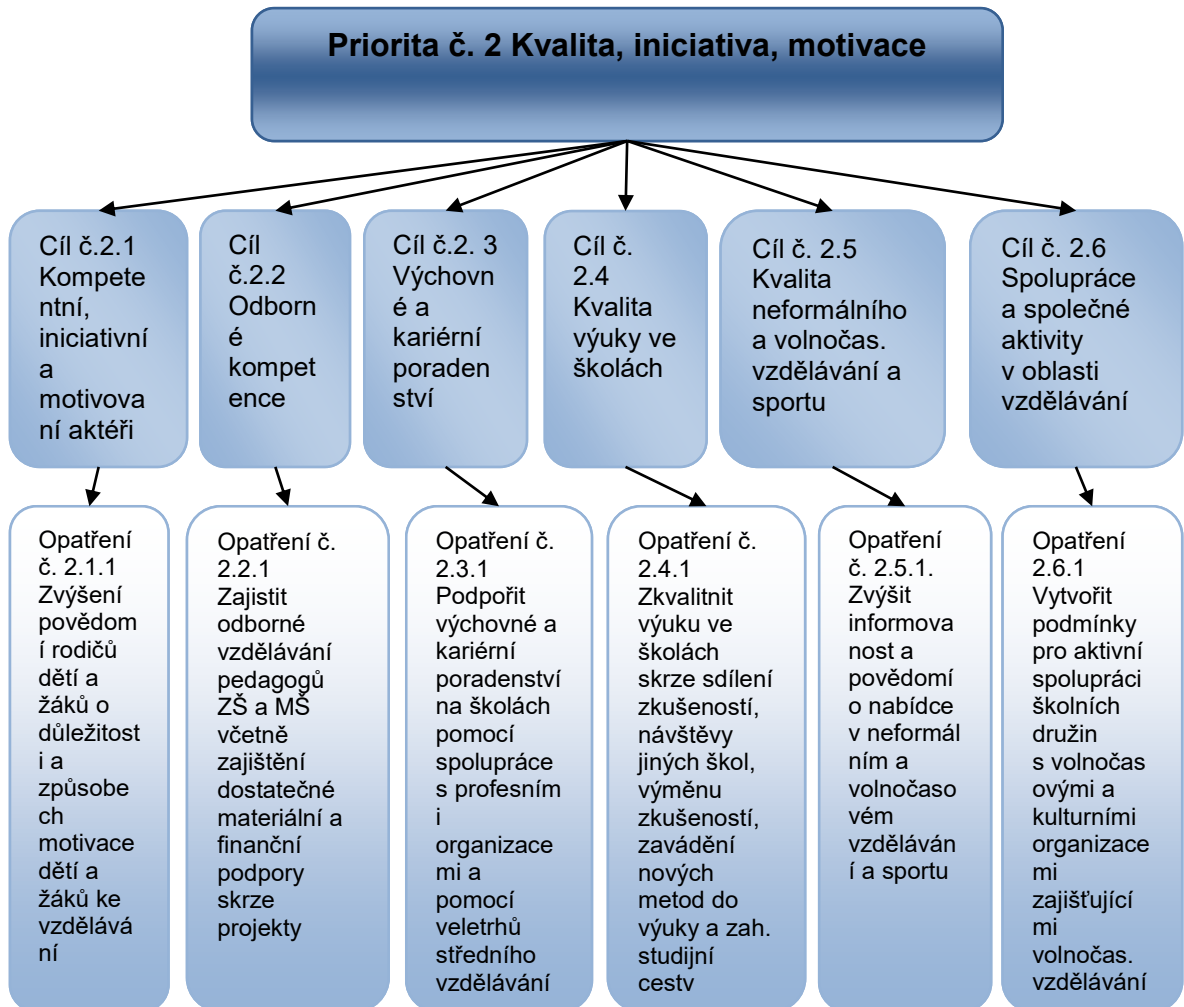 Priorita č. 2 Kvalita, iniciativa, motivace
Cíl č.2.1
Kompete
ntní,
iniciativní
a
motivova
ní aktéři
Cíl
č.2.2
Odborn
é
kompet
ence
Cíl č.2. 3
Výchovn
é a
kariérní
poraden
ství
Cíl č.
2.4
Kvalita
výuky ve
školách
Cíl č. 2.5
Kvalita
neformálního
a volnočas.
vzdělávání a
sportu
Cíl č. 2.6
Spolupráce
a společné
aktivity
v oblasti
vzdělávání
Opatření
č. 2.1.1
Zvýšení
povědom
í rodičů
dětí a
žáků o
důležitost
i a
způsobe
ch
motivace
dětí a
žáků ke
vzdělává
ní
Opatření č.
2.2.1
Zajistit
odborné
vzdělávání
pedagogů
ZŠ a MŠ
včetně
zajištění
dostatečné
materiální a
finanční
podpory
skrze
projekty
Opatření č.
2.3.1
Podpořit
výchovné a
kariérní
poradenství
na školách
pomocí
spolupráce
s profesním
i
organizace
mi a
pomocí
veletrhů
středního
vzdělávání
Opatření č.
2.4.1
Zkvalitnit
výuku ve
školách
skrze sdílení
zkušeností,
návštěvy
jiných škol,
výměnu
zkušeností,
zavádění
nových
metod do
výuky a zah.
studijní
cesty
Opatření
č. 2.5.1.
Zvýšit
informova
nost a
povědomí
o nabídce
v neformál
ním a
volnočaso
vém
vzděláván
í a sportu
Opatření
2.6.1
Vytvořit
podmínky
pro aktivní
spolupráci
školních
družin
s volnočas
ovými a
kulturními
organizace
mi
zajišťující
mi
volnočas.
vzdělávání